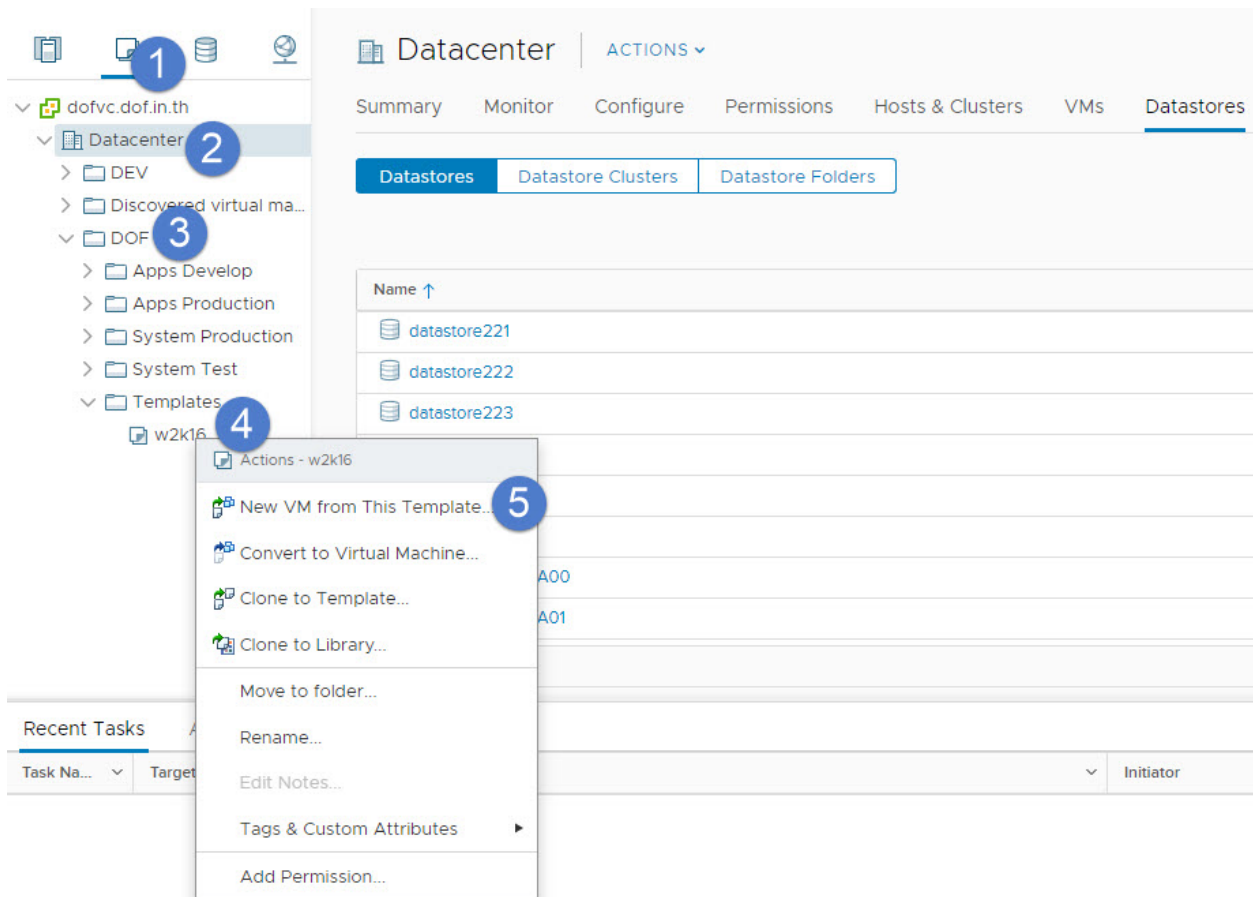 1
Datacenter
ACTIONS
dofvc.dof.in.th
Summary Monitor Configure Permissions Hosts & Clusters VMs Datastores
Datacenter
2
DEV
Datastores Datastore Clusters Datastore Folders
Discovered virtual ma...
DOF
3
Apps Develop
Name
Apps Production
datastore221
System Production
datastore222
System Test
Templates
datastore223
w2k16
4
Actions - w2k16
New VM from This Template...
5
Convert to Virtual Machine...
A00
Clone to Template...
A01
Clone to Library...
Move to folder...
Recent Tasks
Rename...
Task Na... Target
Initiator
Edit Notes...
Tags & Custom Attributes
Add Permission...